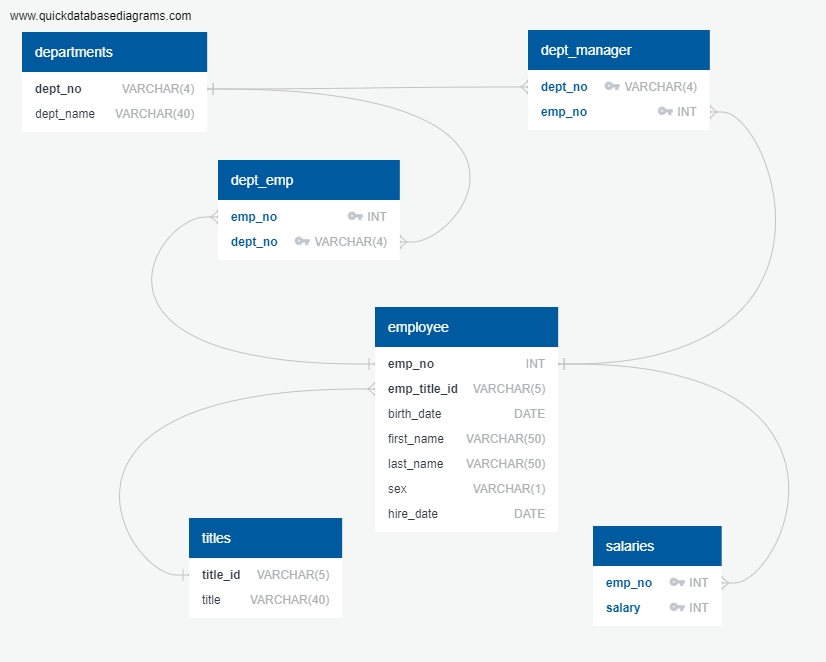 www.quickdatabasediagrams.com
departments
dept_no VARCHAR(4)
dept_name VARCHAR(40)
dept_manager
dept_no VARCHAR(4)
emp_no INT
dept_emp
emp_no INT
dept_no VARCHAR(4)
employee
emp_no INT
emp_title_id VARCHAR(5)
birth_date DATE
first_name VARCHAR(50)
last_name VARCHAR(50)
sex VARCHAR(1)
hire_date DATE
titles
title_id VARCHAR(5)
title VARCHAR(40)
salaries
emp_no INT
salary INT